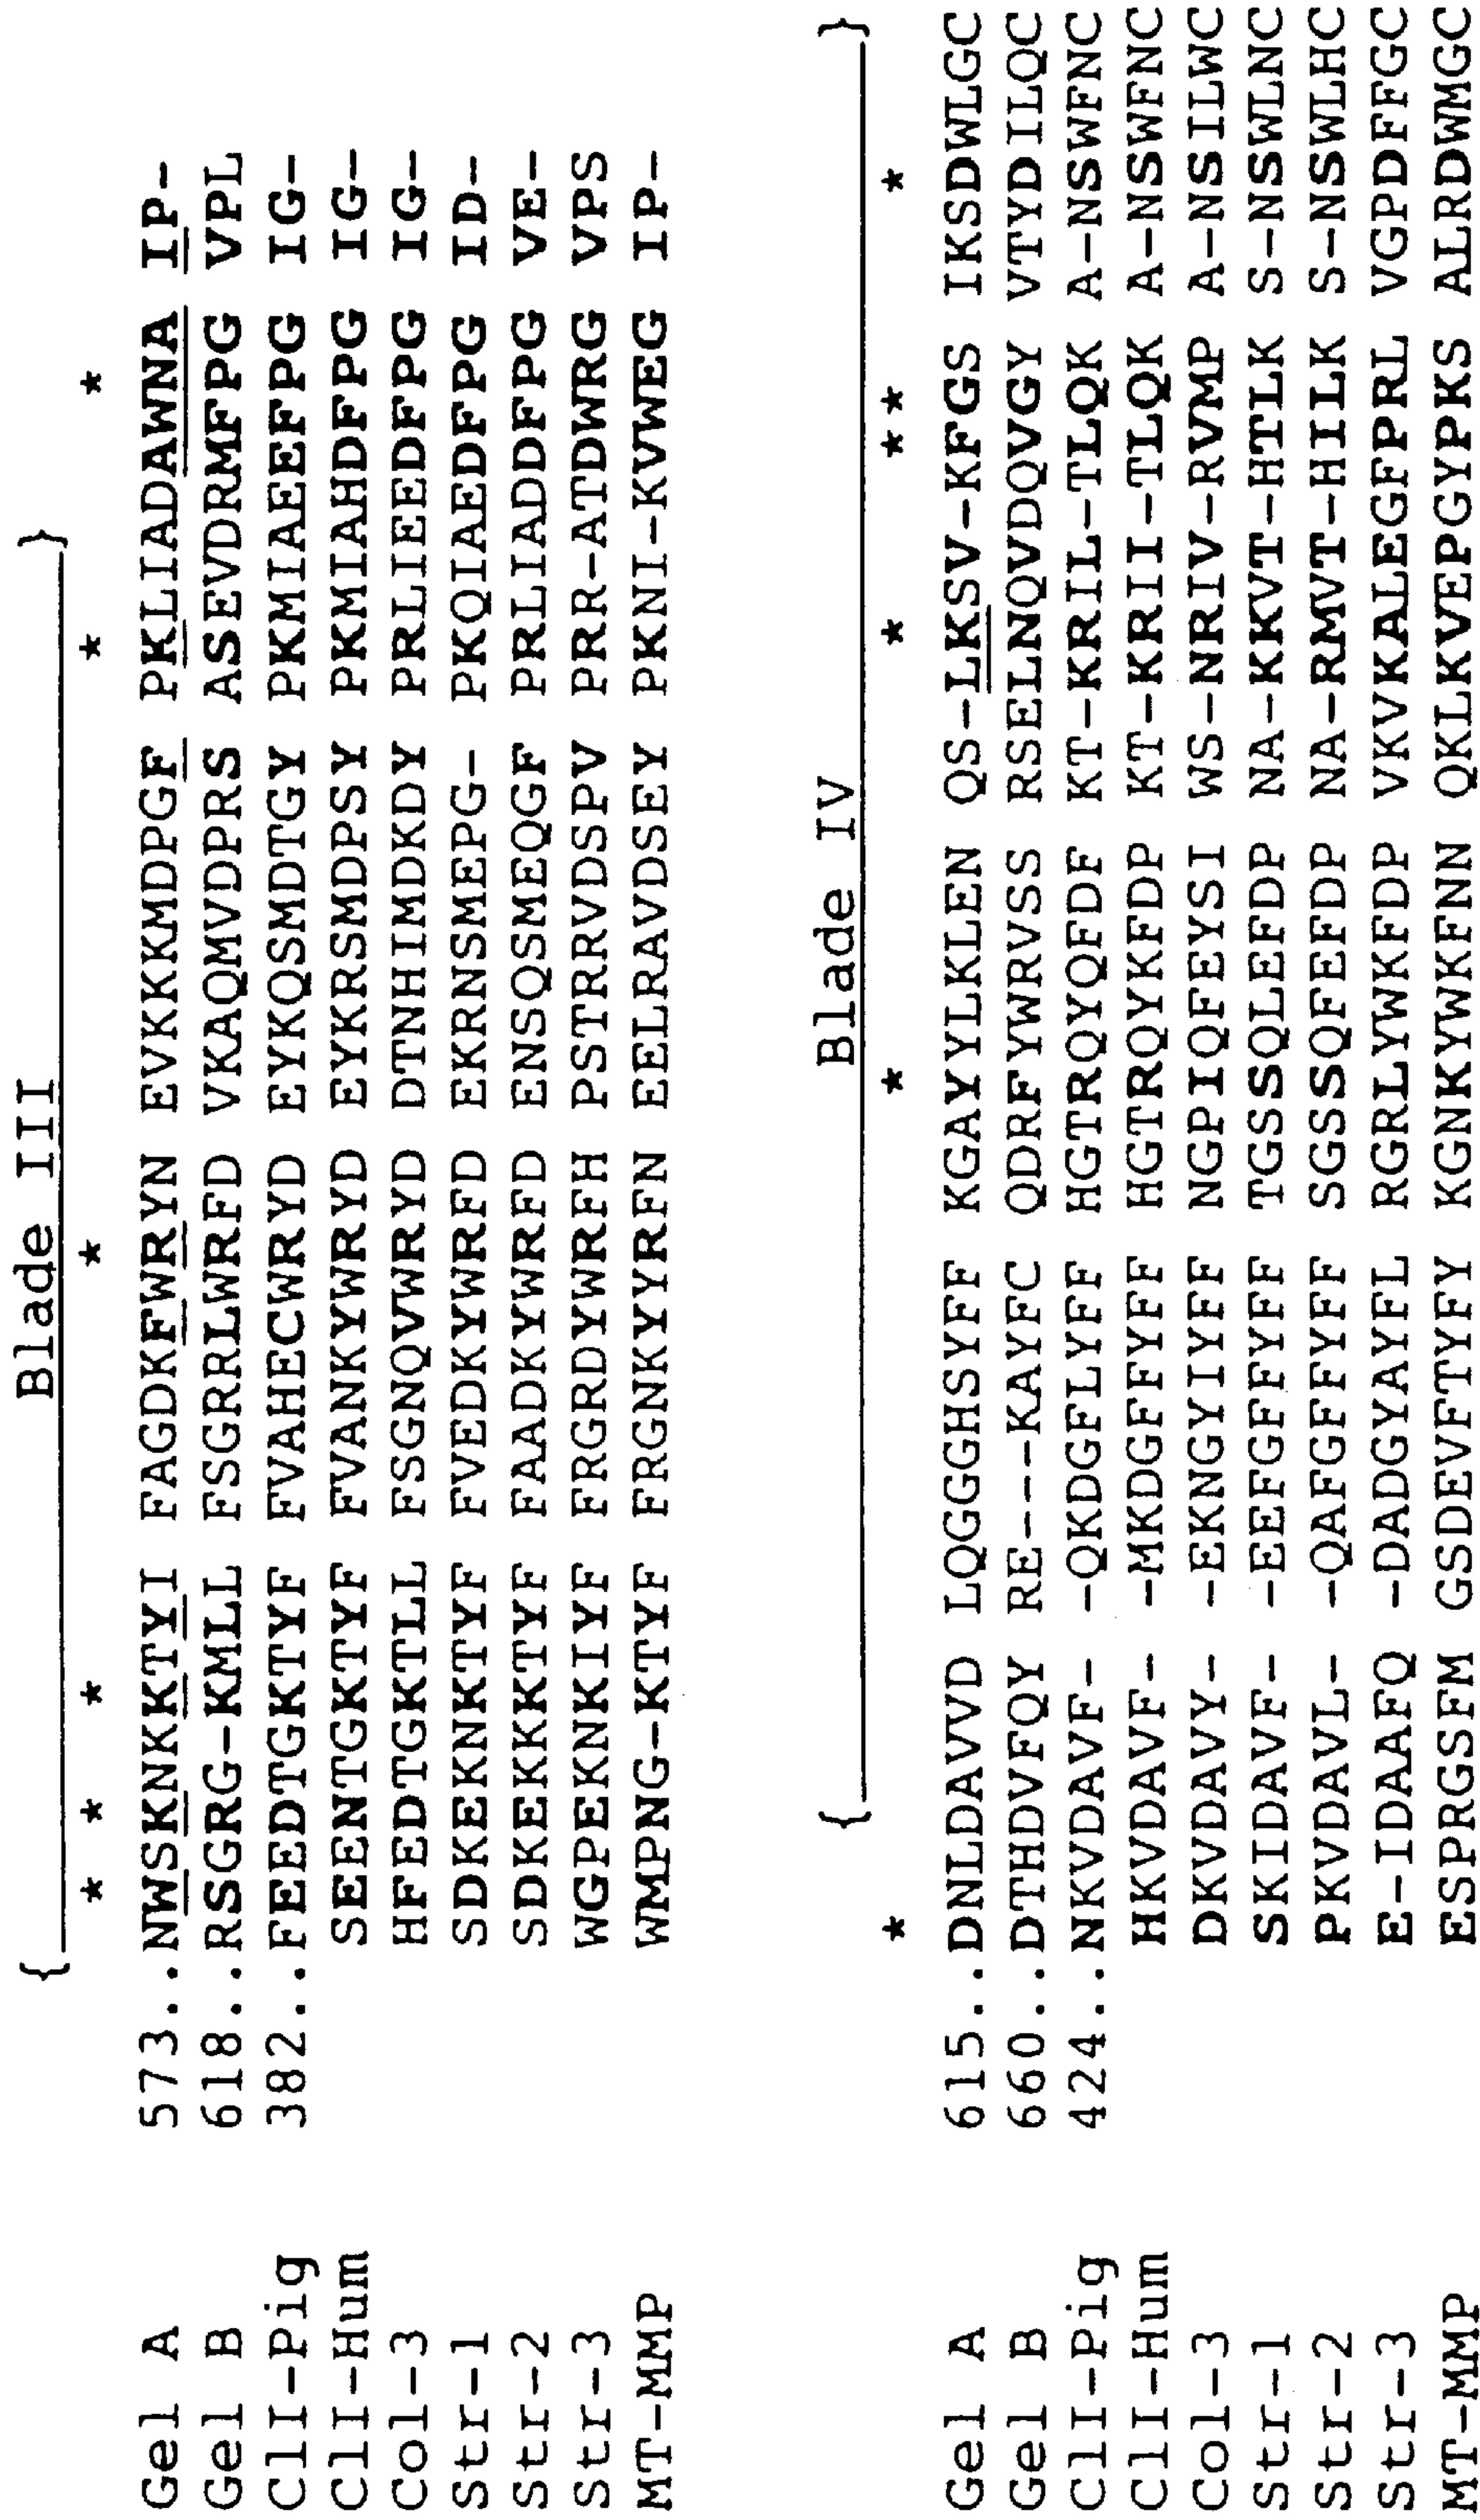 { Blade III }
* * * * * *
Gel A 573..NWSKNKKTYI FAGDKFWRYN EVKKKMDPGF PKLIADAWNA IP-
Gel B 618..RSGRG-KMLL FSGRRLWRFD VKAQMVDPRS ASEVDRMFPG VPL
ClI-Pig 382..FEEDTGKTYF FVAHECWRYD EYKQSMDTGY PKMIAEEFPG IG-
ClI-Hum SEENTGKTYF FVANKYWRYD EYKRSMDPSY PKMIAHDFPG IG-
Col-3 HFEDTGKTLL FSGNQVWRYD DTNHIMDKDY PRLIEEDFPG IG-
Str-1 SDKEKNKTYF FVEDKYWRFD EKRNSMEPG- PKQIAEDFPG ID-
Str-2 SDKEKKKTYF FAADKYWRFD ENSQSMEQGF PRLIADDFPG VE-
Str-3 WGPEKNKIYF FRGRDYWRFH PSTRRVDSPV PRR-ATDWRG VPS
MT-MMP WMPNG-KTYF FRGNKYYRFN EELRAVDSEY PKNI-KVWEG IP-
{ Blade IV }
* * * * * *
Gel A 615..DNLDAVVD LQGGGHSYFF KGAYYLKLEN QS-LKSV-KFGS IKSDWLGC
Gel B 660..DTHDVFQY RE---KAYFC QDRFYWRVSS RSELNQVDQVGY VTYDILQC
ClI-Pig 424..NKVDAVF- -QKDGFLYFF HGTRQYQFDF KT-KRIL-TLQK A-NSWFNC
ClI-Hum HKVDAVF- -MKDGFFYFF HGTRQYKFDP KT-KRII-TLQK A-NSWFNC
Col-3 DKVDAVY- -EKNGYIYFF NGPIQFEYSI WS-NRIV-RVMP A-NSILWC
Str-1 SKIDAVF- -EEFGFFYFF TGSSQLEFDP NA-KKVT-HTLK S-NSWLNC
Str-2 PKVDAVL- -QAFGFFYFF SGSSQFEFDP NA-RMVT-HILK S-NSWLHC
Str-3 E-IDAAFQ -DADGYAYFL RGRLYWKFDP VKVKALEGFPRL VGPDFFGC
MT-MMP ESPRGSFM GSDEVFTYFY KGNKYWKFNN QKLKVEPGYPKS ALRDWMGC